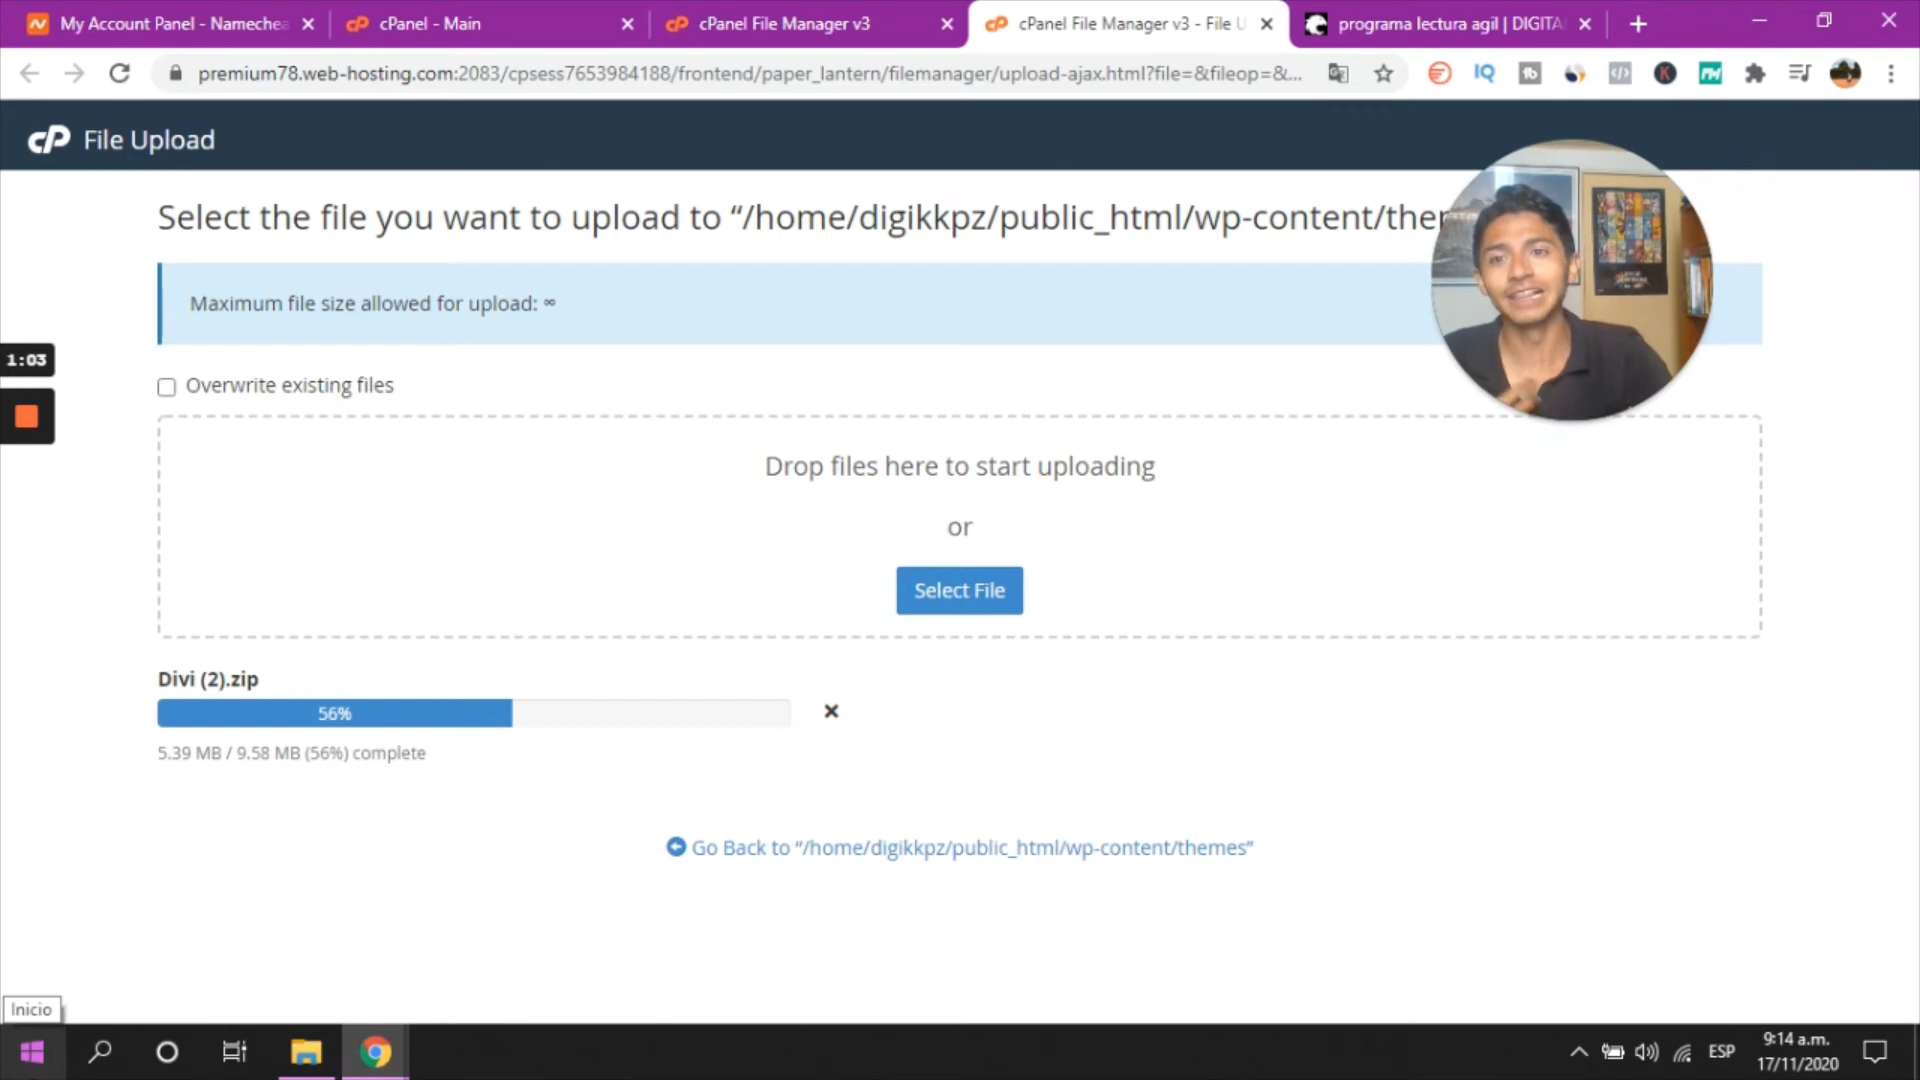 My Account Panel - Namechea
cPanel - Main
cPanel File Manager v3
cPanel File Manager v3 - File U
programa lectura agil | DIGITA
premium78.web-hosting.com:2083/cpsess7653984188/frontend/paper_lantern/filemanager/upload-ajax.html?file=&fileop=&...
cP File Upload
Select the file you want to upload to “/home/digikkpz/public_html/wp-content/the
Maximum file size allowed for upload: ∞
1:03
Overwrite existing files
Drop files here to start uploading
or
Select File
Divi (2).zip
56%
5.39 MB / 9.58 MB (56%) complete
Go Back to “/home/digikkpz/public_html/wp-content/themes”
Inicio
ESP
9:14 a.m.
17/11/2020